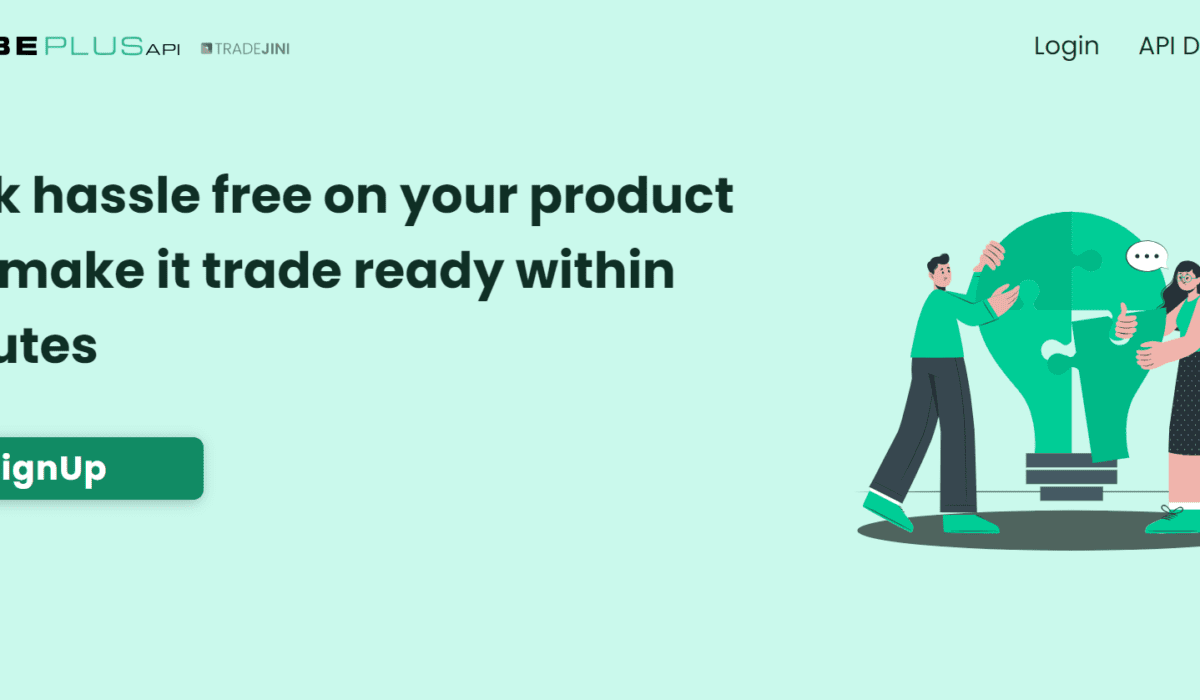 BEPLUSAPI TRADEJINI
Login API D
k hassle free on your product
make it trade ready within
utes
ignUp